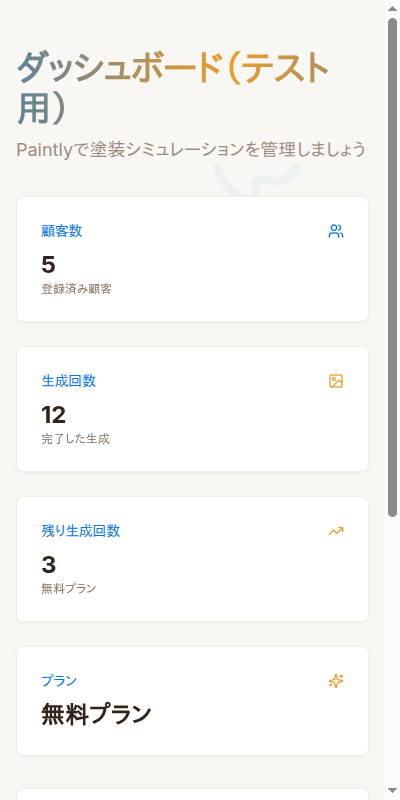 ダッシュボード(テスト
用)
Paintlyで塗装シミュレーションを管理しましょう
顧客数
5
登録済み顧客
生成回数
12
完了した生成
残り生成回数
3
無料プラン
プラン
無料プラン